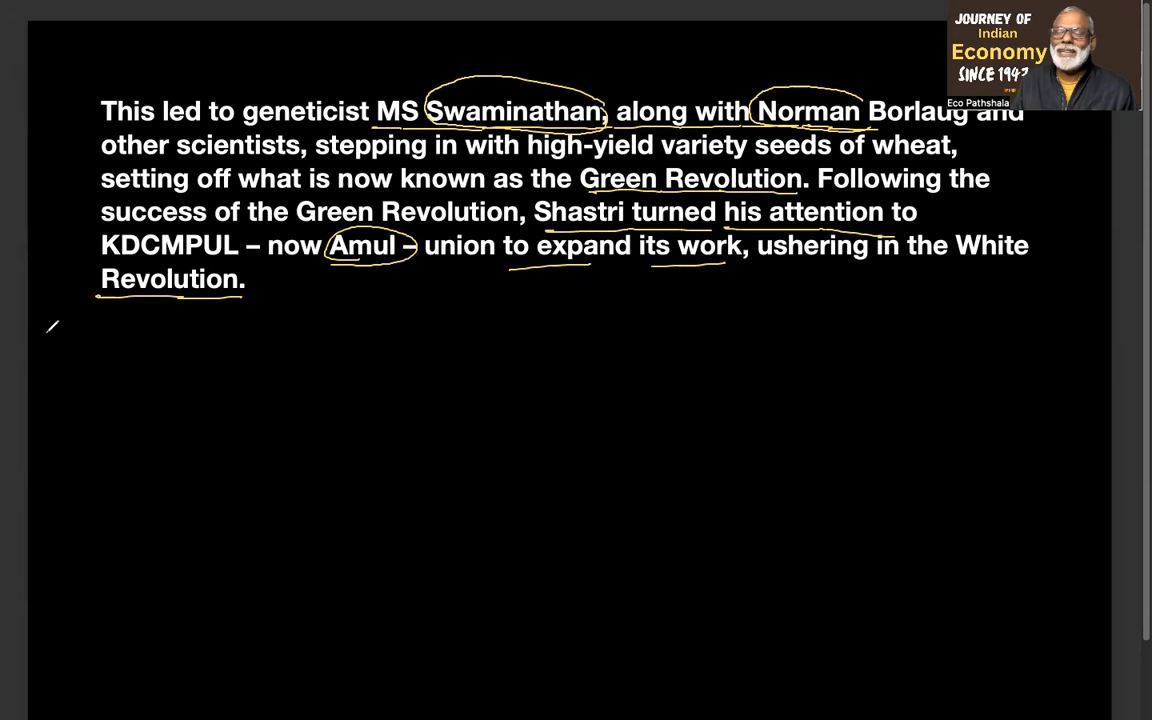 JOURNEY OF
Indian
Economy
SINCE 1947
Eco Pathshala
This led to geneticist MS Swaminathan, along with Norman Borlaug and
other scientists, stepping in with high-yield variety seeds of wheat,
setting off what is now known as the Green Revolution. Following the
success of the Green Revolution, Shastri turned his attention to
KDCMPUL – now Amul – union to expand its work, ushering in the White
Revolution.